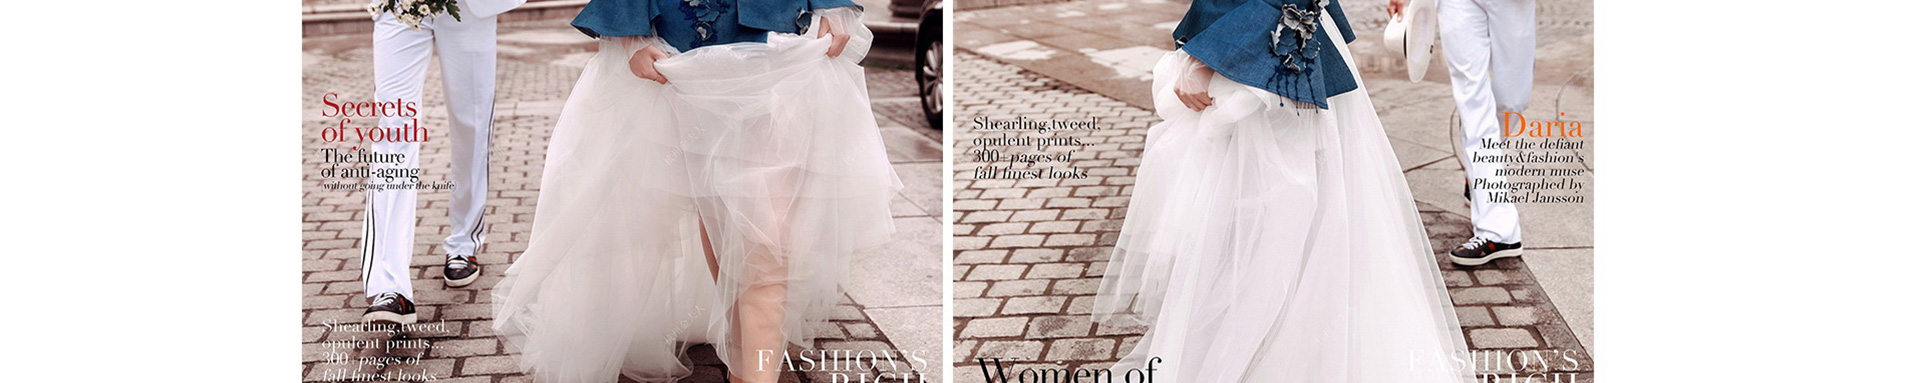 Secrets
of youth
The future
of anti-aging
without going under the knife
Shearling,tweed,
opulent prints...
300+pages of
fall finest looks
FASHION'S
RICH
Shearling,tweed,
opulent prints...
300+pages of
fall finest looks
Daria
Meet the defiant
beauty&fashion's
modern muse
Photographed by
Mikael Jansson
Women of
FASHION'S
RICH